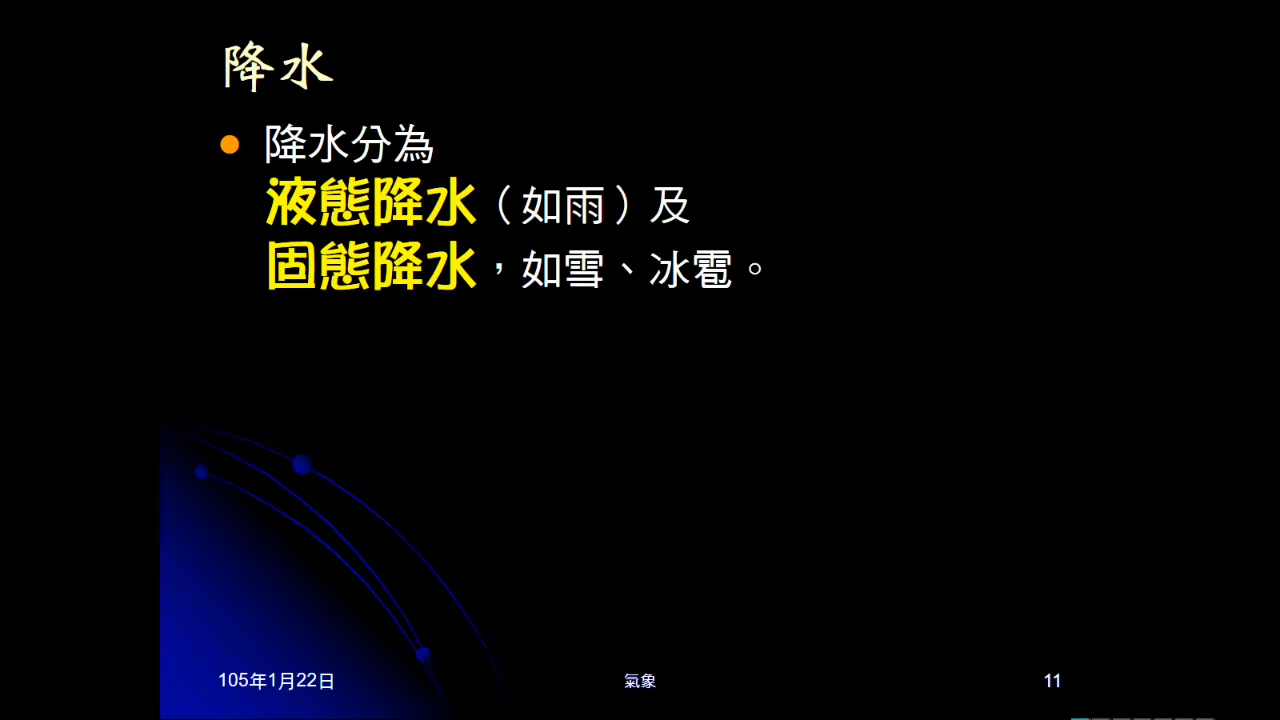 降水
降水分為
液態降水（如雨）及
固態降水，如雪、冰雹。
105年1月22日
氣象
11